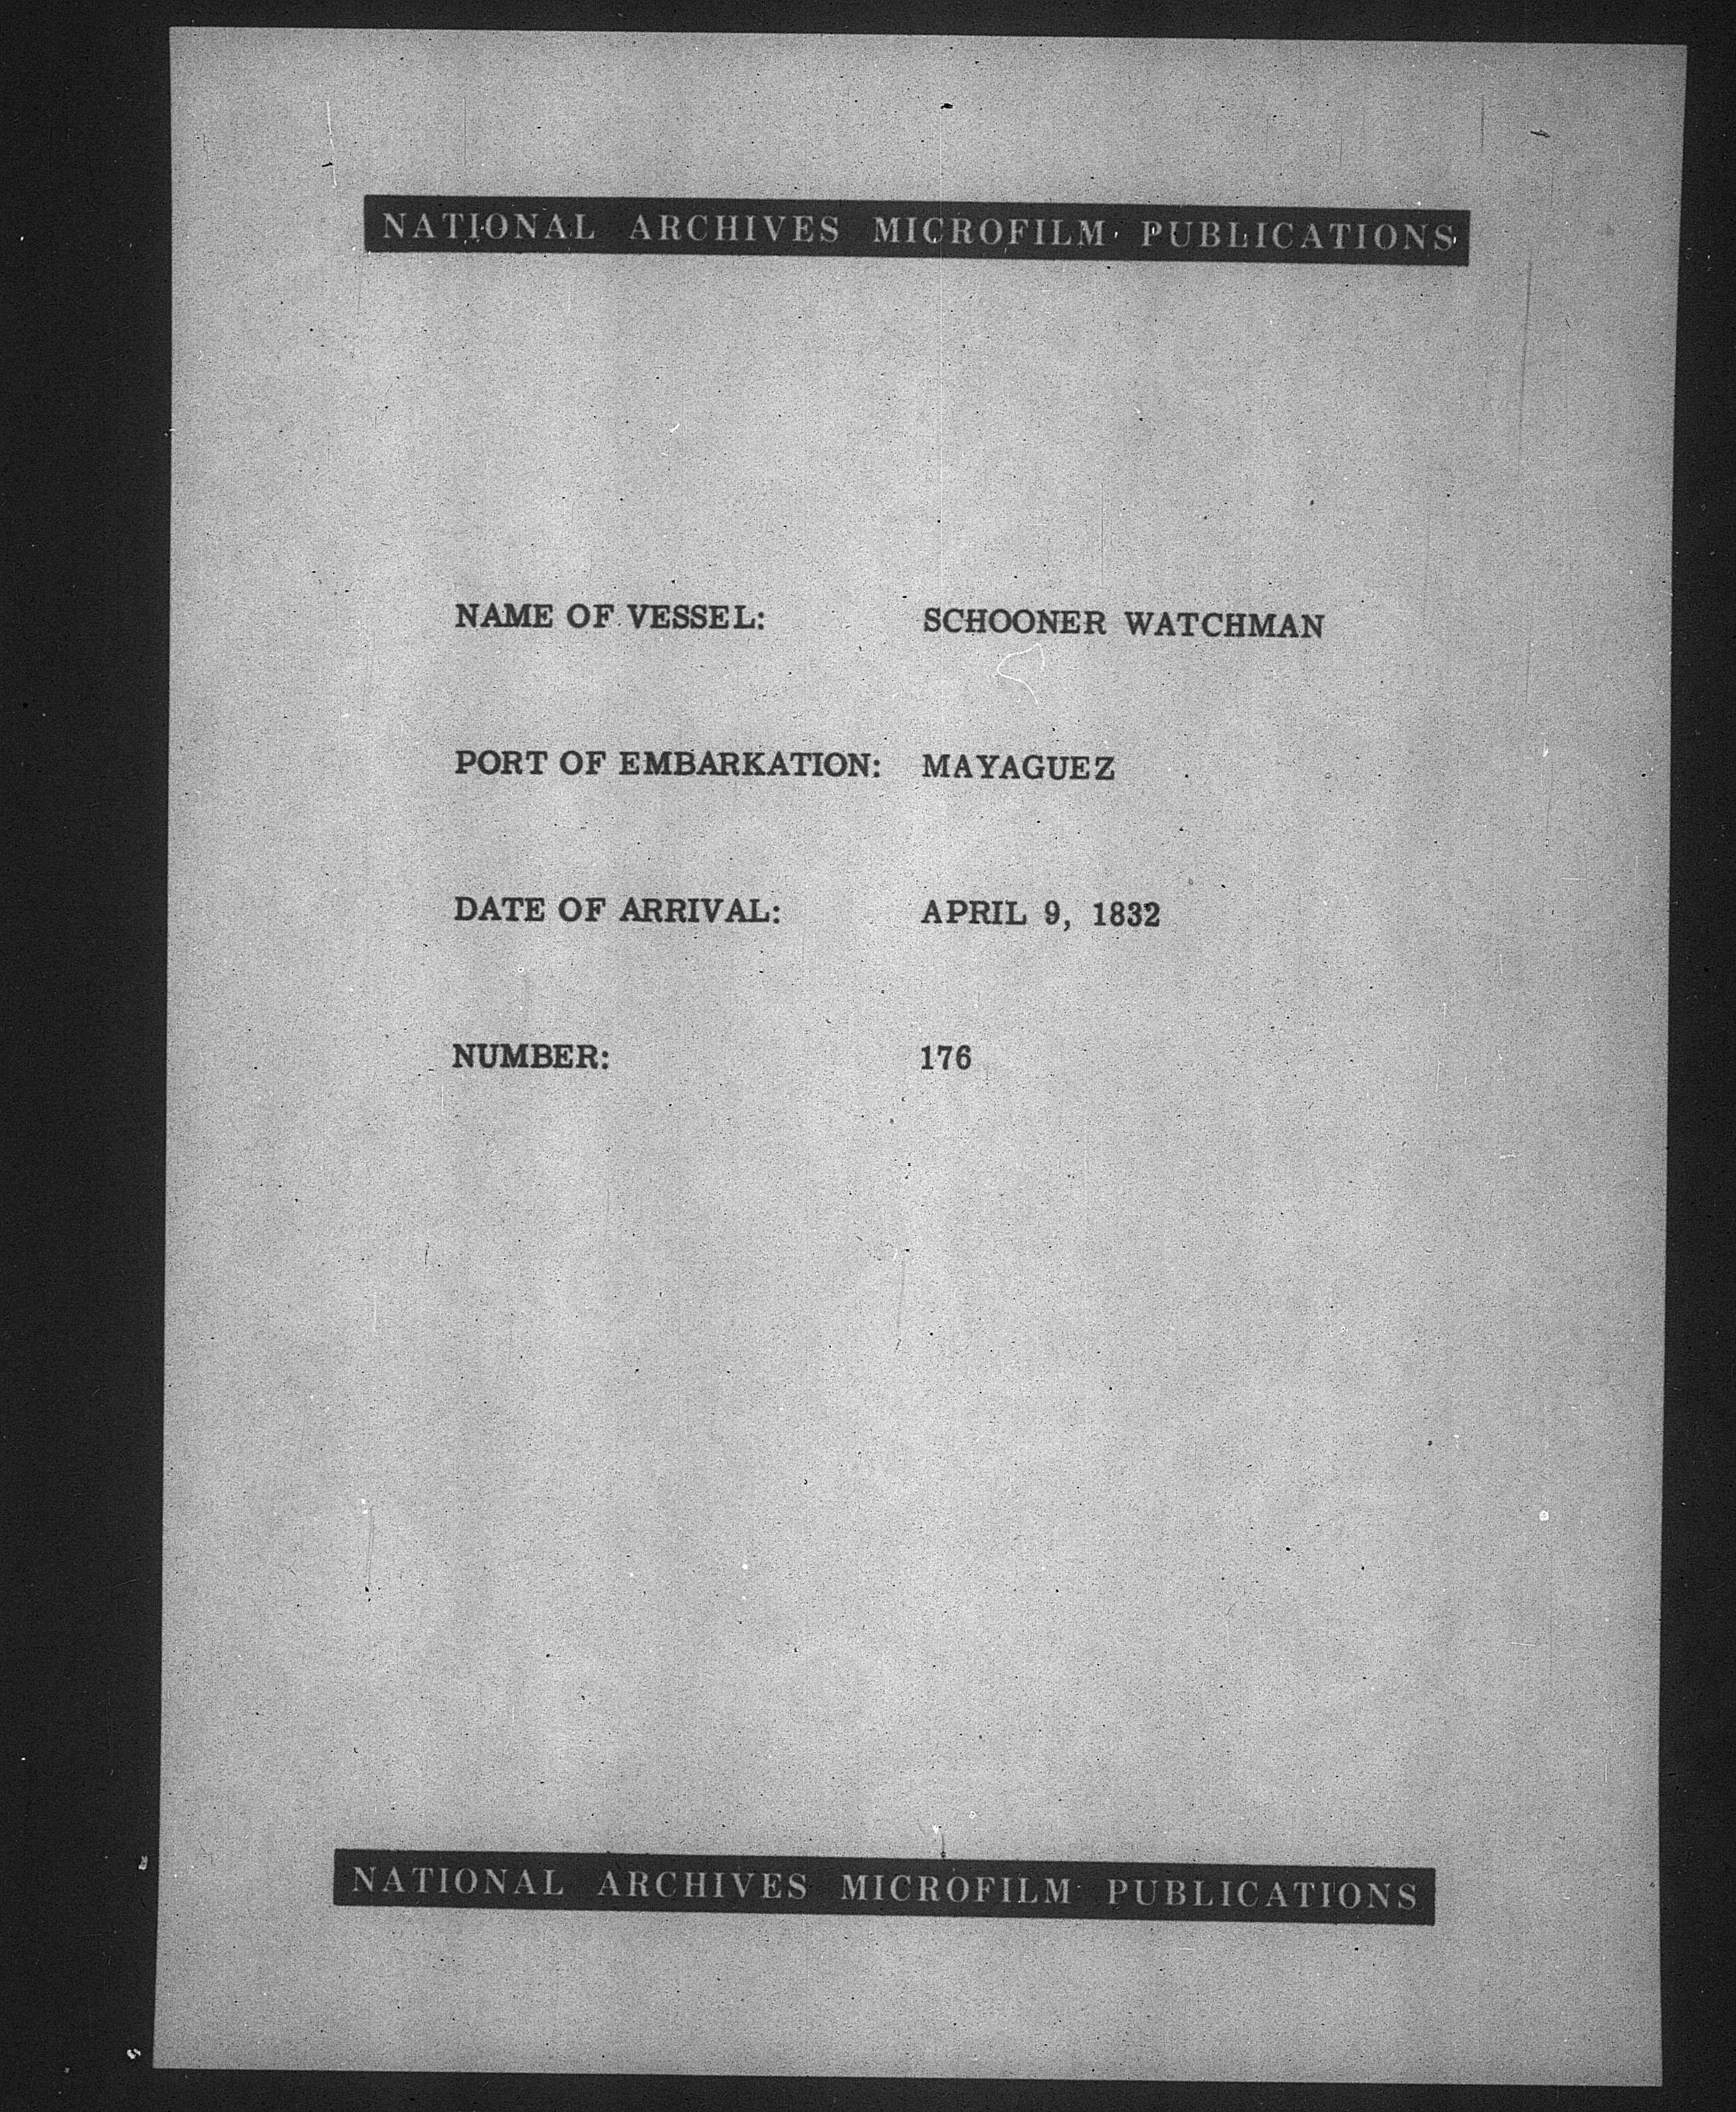 NATIONAL ARCHIVES MICROFILM PUBLICATIONS
NAME OF VESSEL: SCHOONER WATCHMAN
PORT OF EMBARKATION: MAYAGUEZ
DATE OF ARRIVAL: APRIL 9, 1832
NUMBER: 176
NATIONAL ARCHIVES MICROFILM PUBLICATIONS